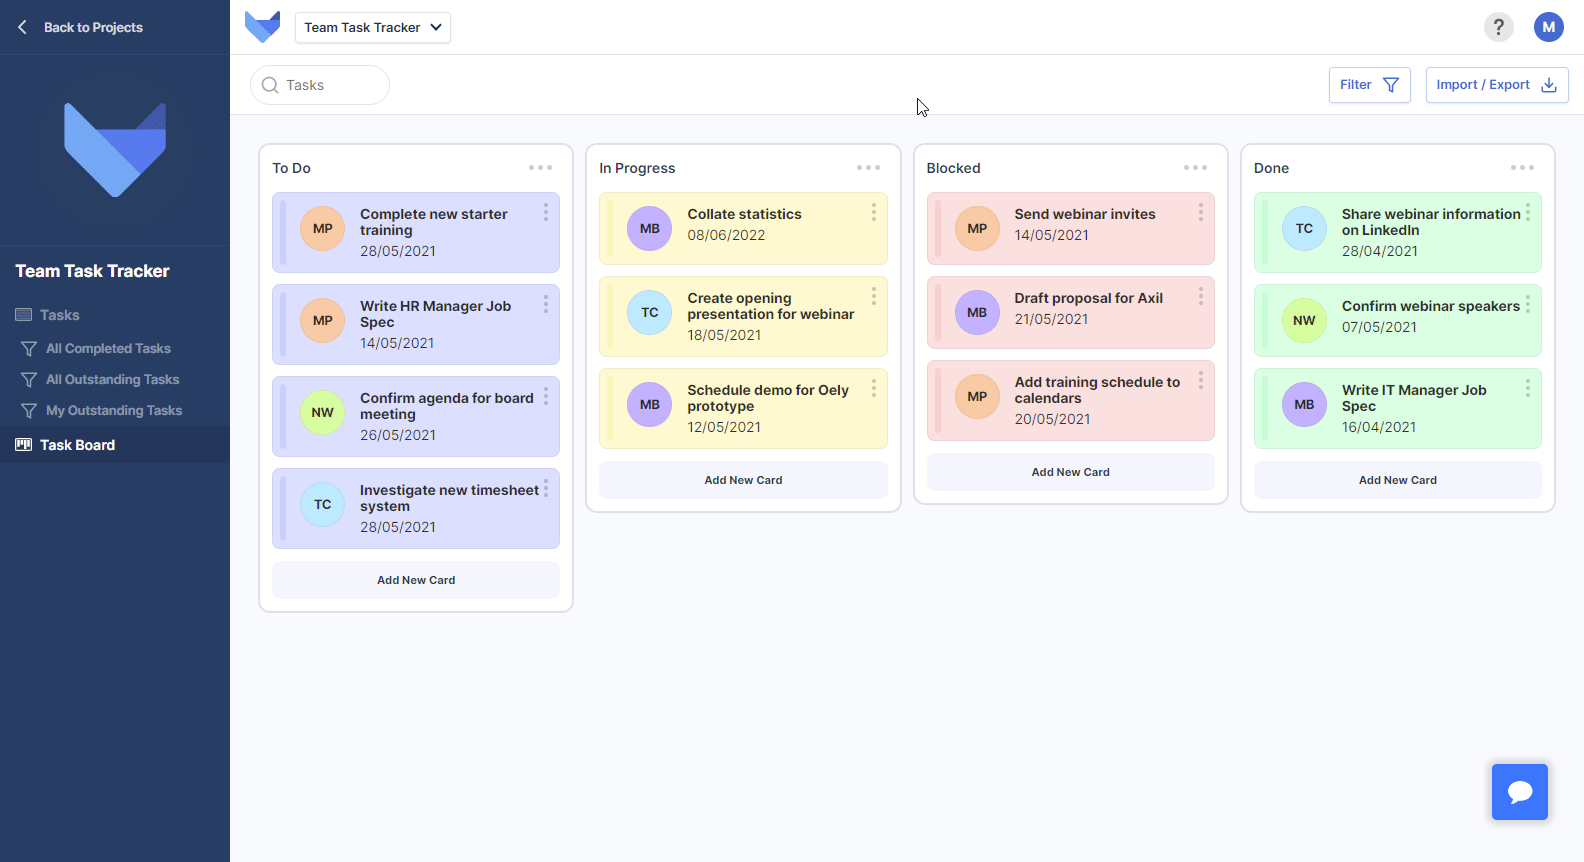 Back to Projects
Team Task Tracker
?
M
Tasks
Filter
Import / Export
Team Task Tracker
Tasks
All Completed Tasks
All Outstanding Tasks
My Outstanding Tasks
Task Board
To Do
MP
Complete new starter
training
28/05/2021
MP
Write HR Manager Job
Spec
14/05/2021
NW
Confirm agenda for board
meeting
26/05/2021
TC
Investigate new timesheet
system
28/05/2021
Add New Card
In Progress
MB
Collate statistics
08/06/2022
TC
Create opening
presentation for webinar
18/05/2021
MB
Schedule demo for Oely
prototype
12/05/2021
Add New Card
Blocked
MP
Send webinar invites
14/05/2021
MB
Draft proposal for Axil
21/05/2021
MP
Add training schedule to
calendars
20/05/2021
Add New Card
Done
TC
Share webinar information
on LinkedIn
28/04/2021
NW
Confirm webinar speakers
07/05/2021
MB
Write IT Manager Job
Spec
16/04/2021
Add New Card